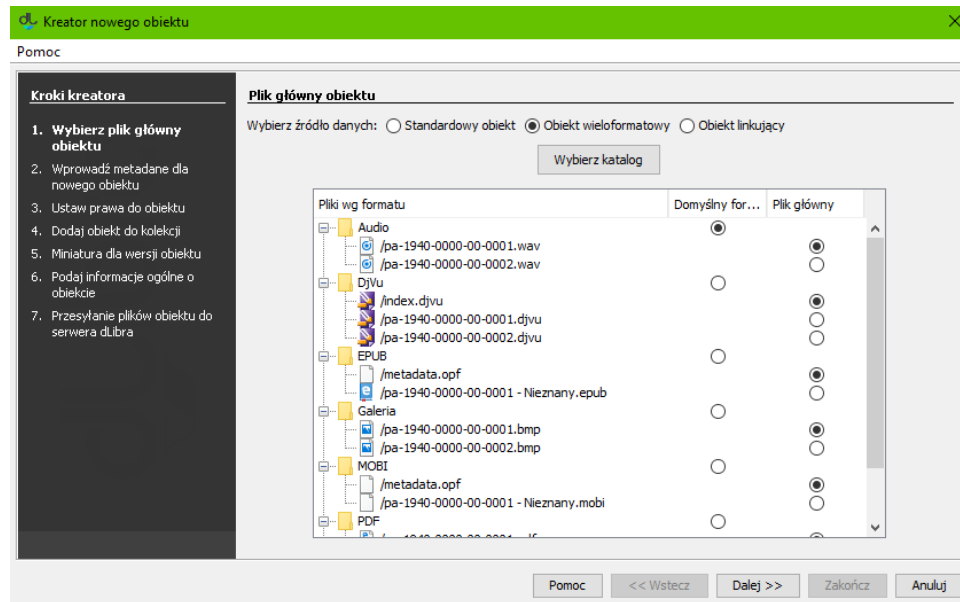 Kreator nowego obiektu
Pomoc
Kroki kreatora
1. Wybierz plik główny
obiektu
2. Wprowadź metadane dla
nowego obiektu
3. Ustaw prawa do obiektu
4. Dodaj obiekt do kolekcji
5. Miniatura dla wersji obiektu
6. Podaj informacje ogólne o
obiekcie
7. Przesyłanie plików obiektu do
serwera dLibra
Plik główny obiektu
Wybierz źródło danych: Standardowy obiekt Obiekt wieloformatowy Obiekt linkujący
Wybierz katalog
Pliki wg formatu Domyślny for... Plik główny
Audio
/pa-1940-0000-00-0001.wav
/pa-1940-0000-00-0002.wav
DjVu
/index.djvu
/pa-1940-0000-00-0001.djvu
/pa-1940-0000-00-0002.djvu
EPUB
/metadata.opf
/pa-1940-0000-00-0001 - Nieznany.epub
Galeria
/pa-1940-0000-00-0001.bmp
/pa-1940-0000-00-0002.bmp
MOBI
/metadata.opf
/pa-1940-0000-00-0001 - Nieznany.mobi
PDF
Pomoc << Wstecz Dalej >> Zakończ Anuluj